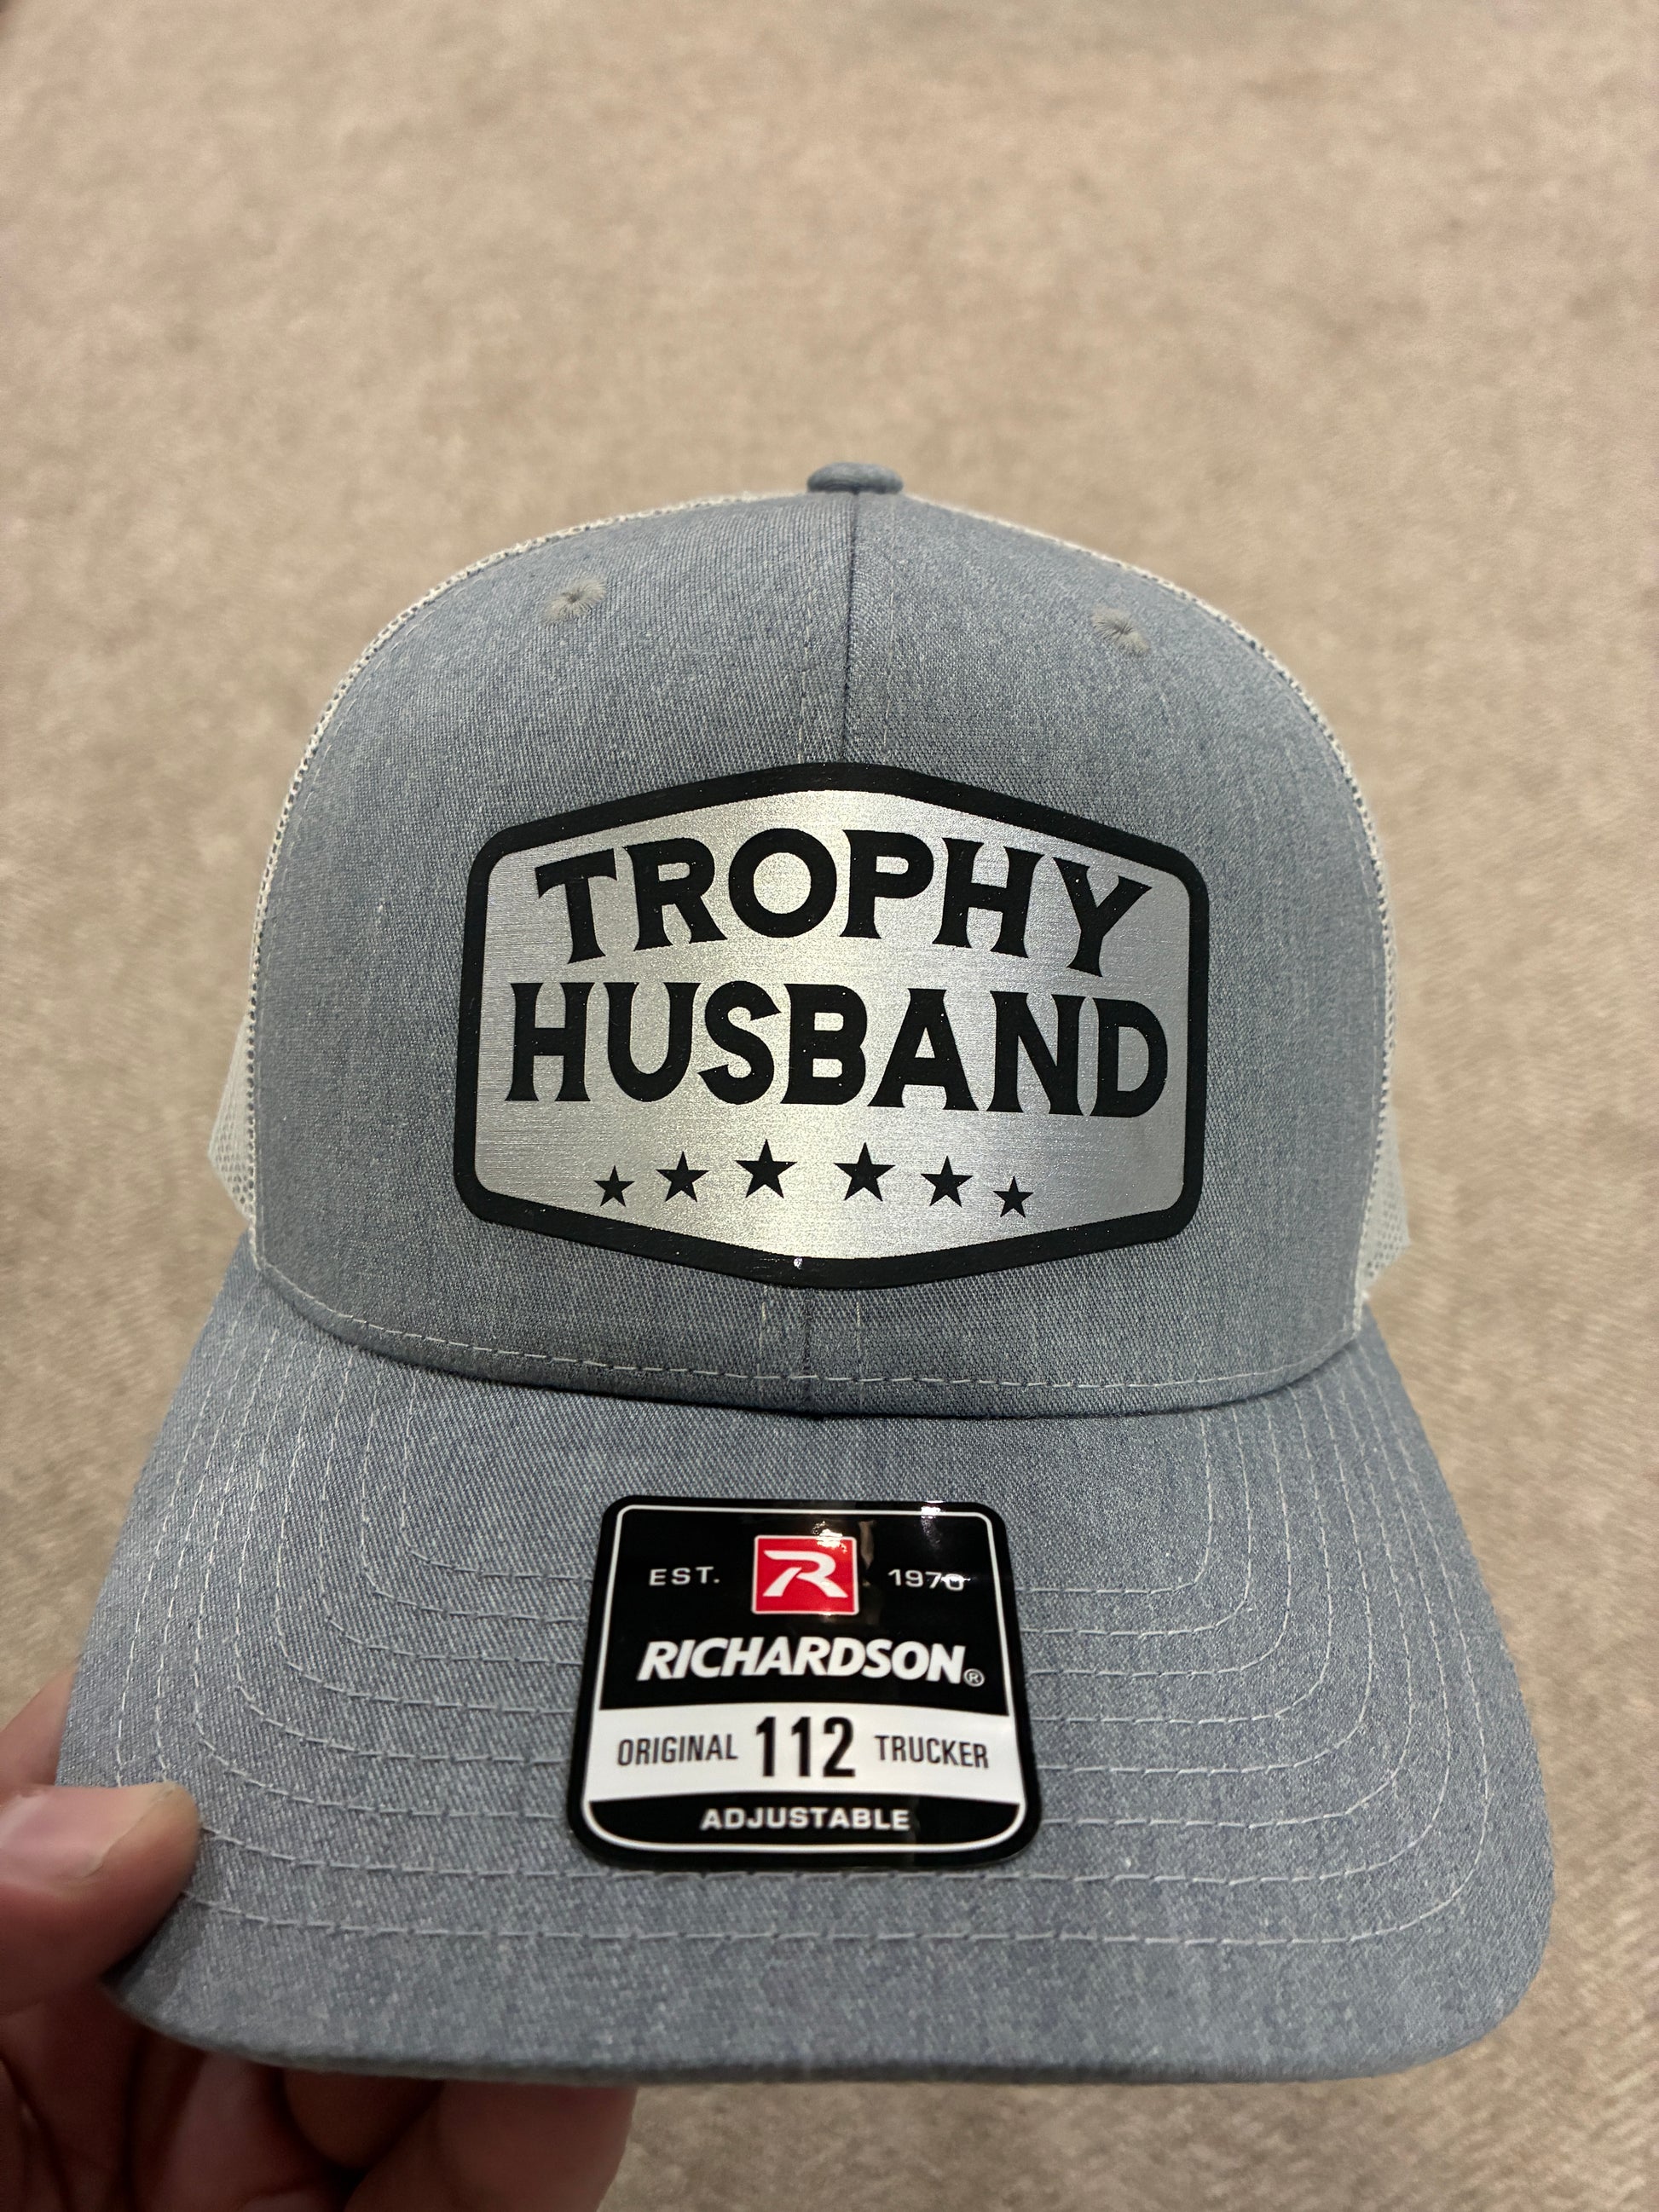 TROPHY
HUSBAND
EST. R 1970
RICHARDSON®
ORIGINAL 112 TRUCKER
ADJUSTABLE